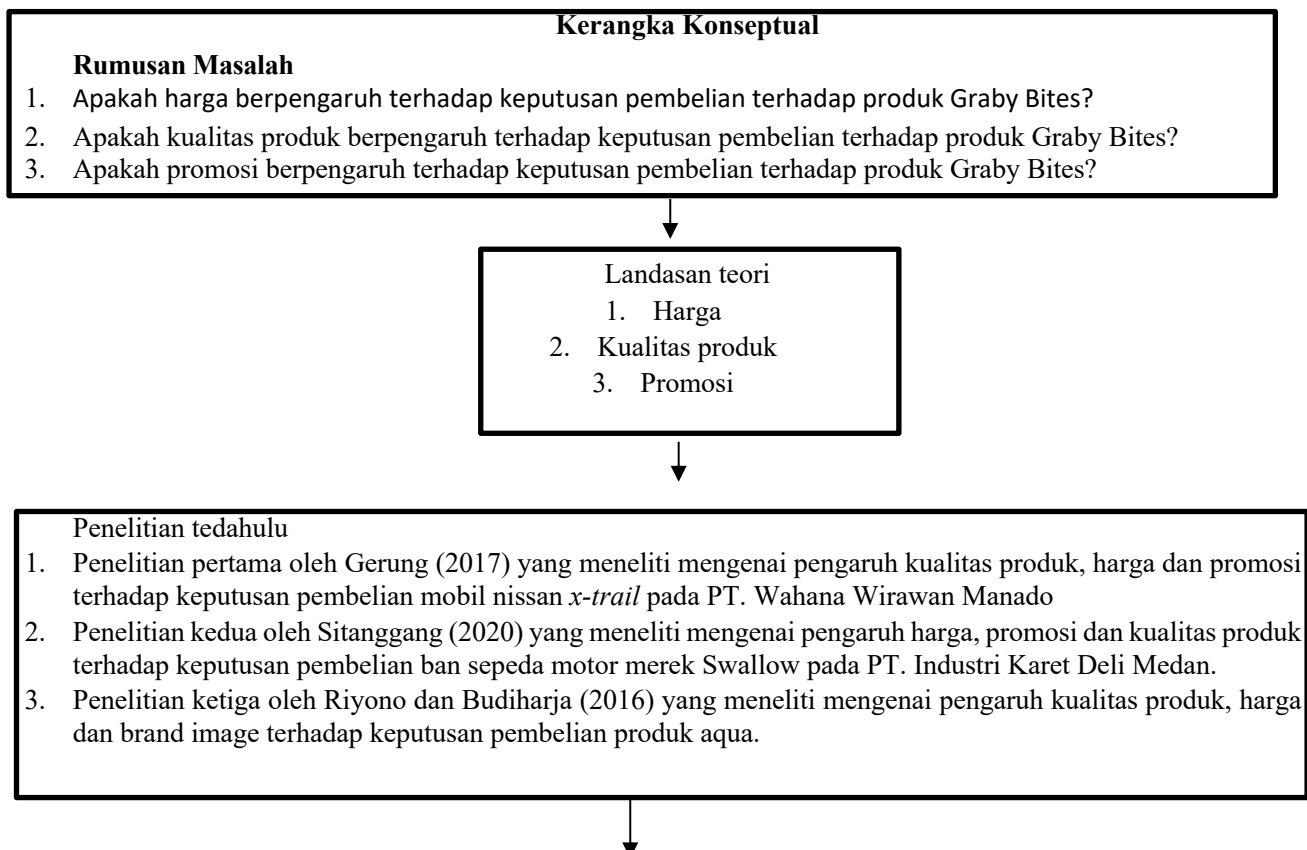 Kerangka Konseptual
Rumusan Masalah
1. Apakah harga berpengaruh terhadap keputusan pembelian terhadap produk Graby Bites?
2. Apakah kualitas produk berpengaruh terhadap keputusan pembelian terhadap produk Graby Bites?
3. Apakah promosi berpengaruh terhadap keputusan pembelian terhadap produk Graby Bites?
Landasan teori
1. Harga
2. Kualitas produk
3. Promosi
Penelitian tedahulu
1. Penelitian pertama oleh Gerung (2017) yang meneliti mengenai pengaruh kualitas produk, harga dan promosi
terhadap keputusan pembelian mobil nissan x-trail pada PT. Wahana Wirawan Manado
2. Penelitian kedua oleh Sitanggang (2020) yang meneliti mengenai pengaruh harga, promosi dan kualitas produk
terhadap keputusan pembelian ban sepeda motor merek Swallow pada PT. Industri Karet Deli Medan.
3. Penelitian ketiga oleh Riyono dan Budiharja (2016) yang meneliti mengenai pengaruh kualitas produk, harga
dan brand image terhadap keputusan pembelian produk aqua.